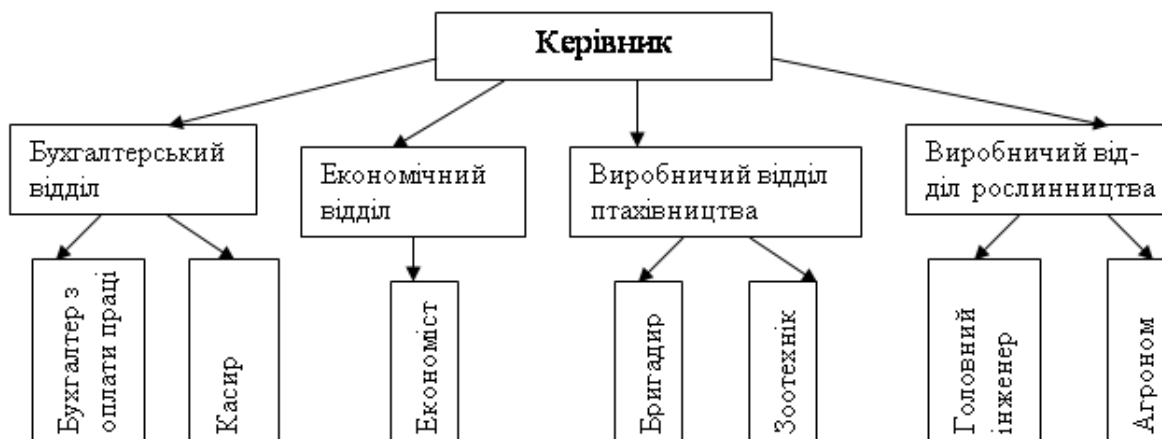 Керівник
Бухгалтерський
відділ
Економічний
відділ
Виробничий відділ
птахівництва
Виробничий від-
діл рослинництва
Бухгалтер з
оплати праці
Касир
Економіст
Бригадир
Зоотехнік
Головний
інженер
Агроном